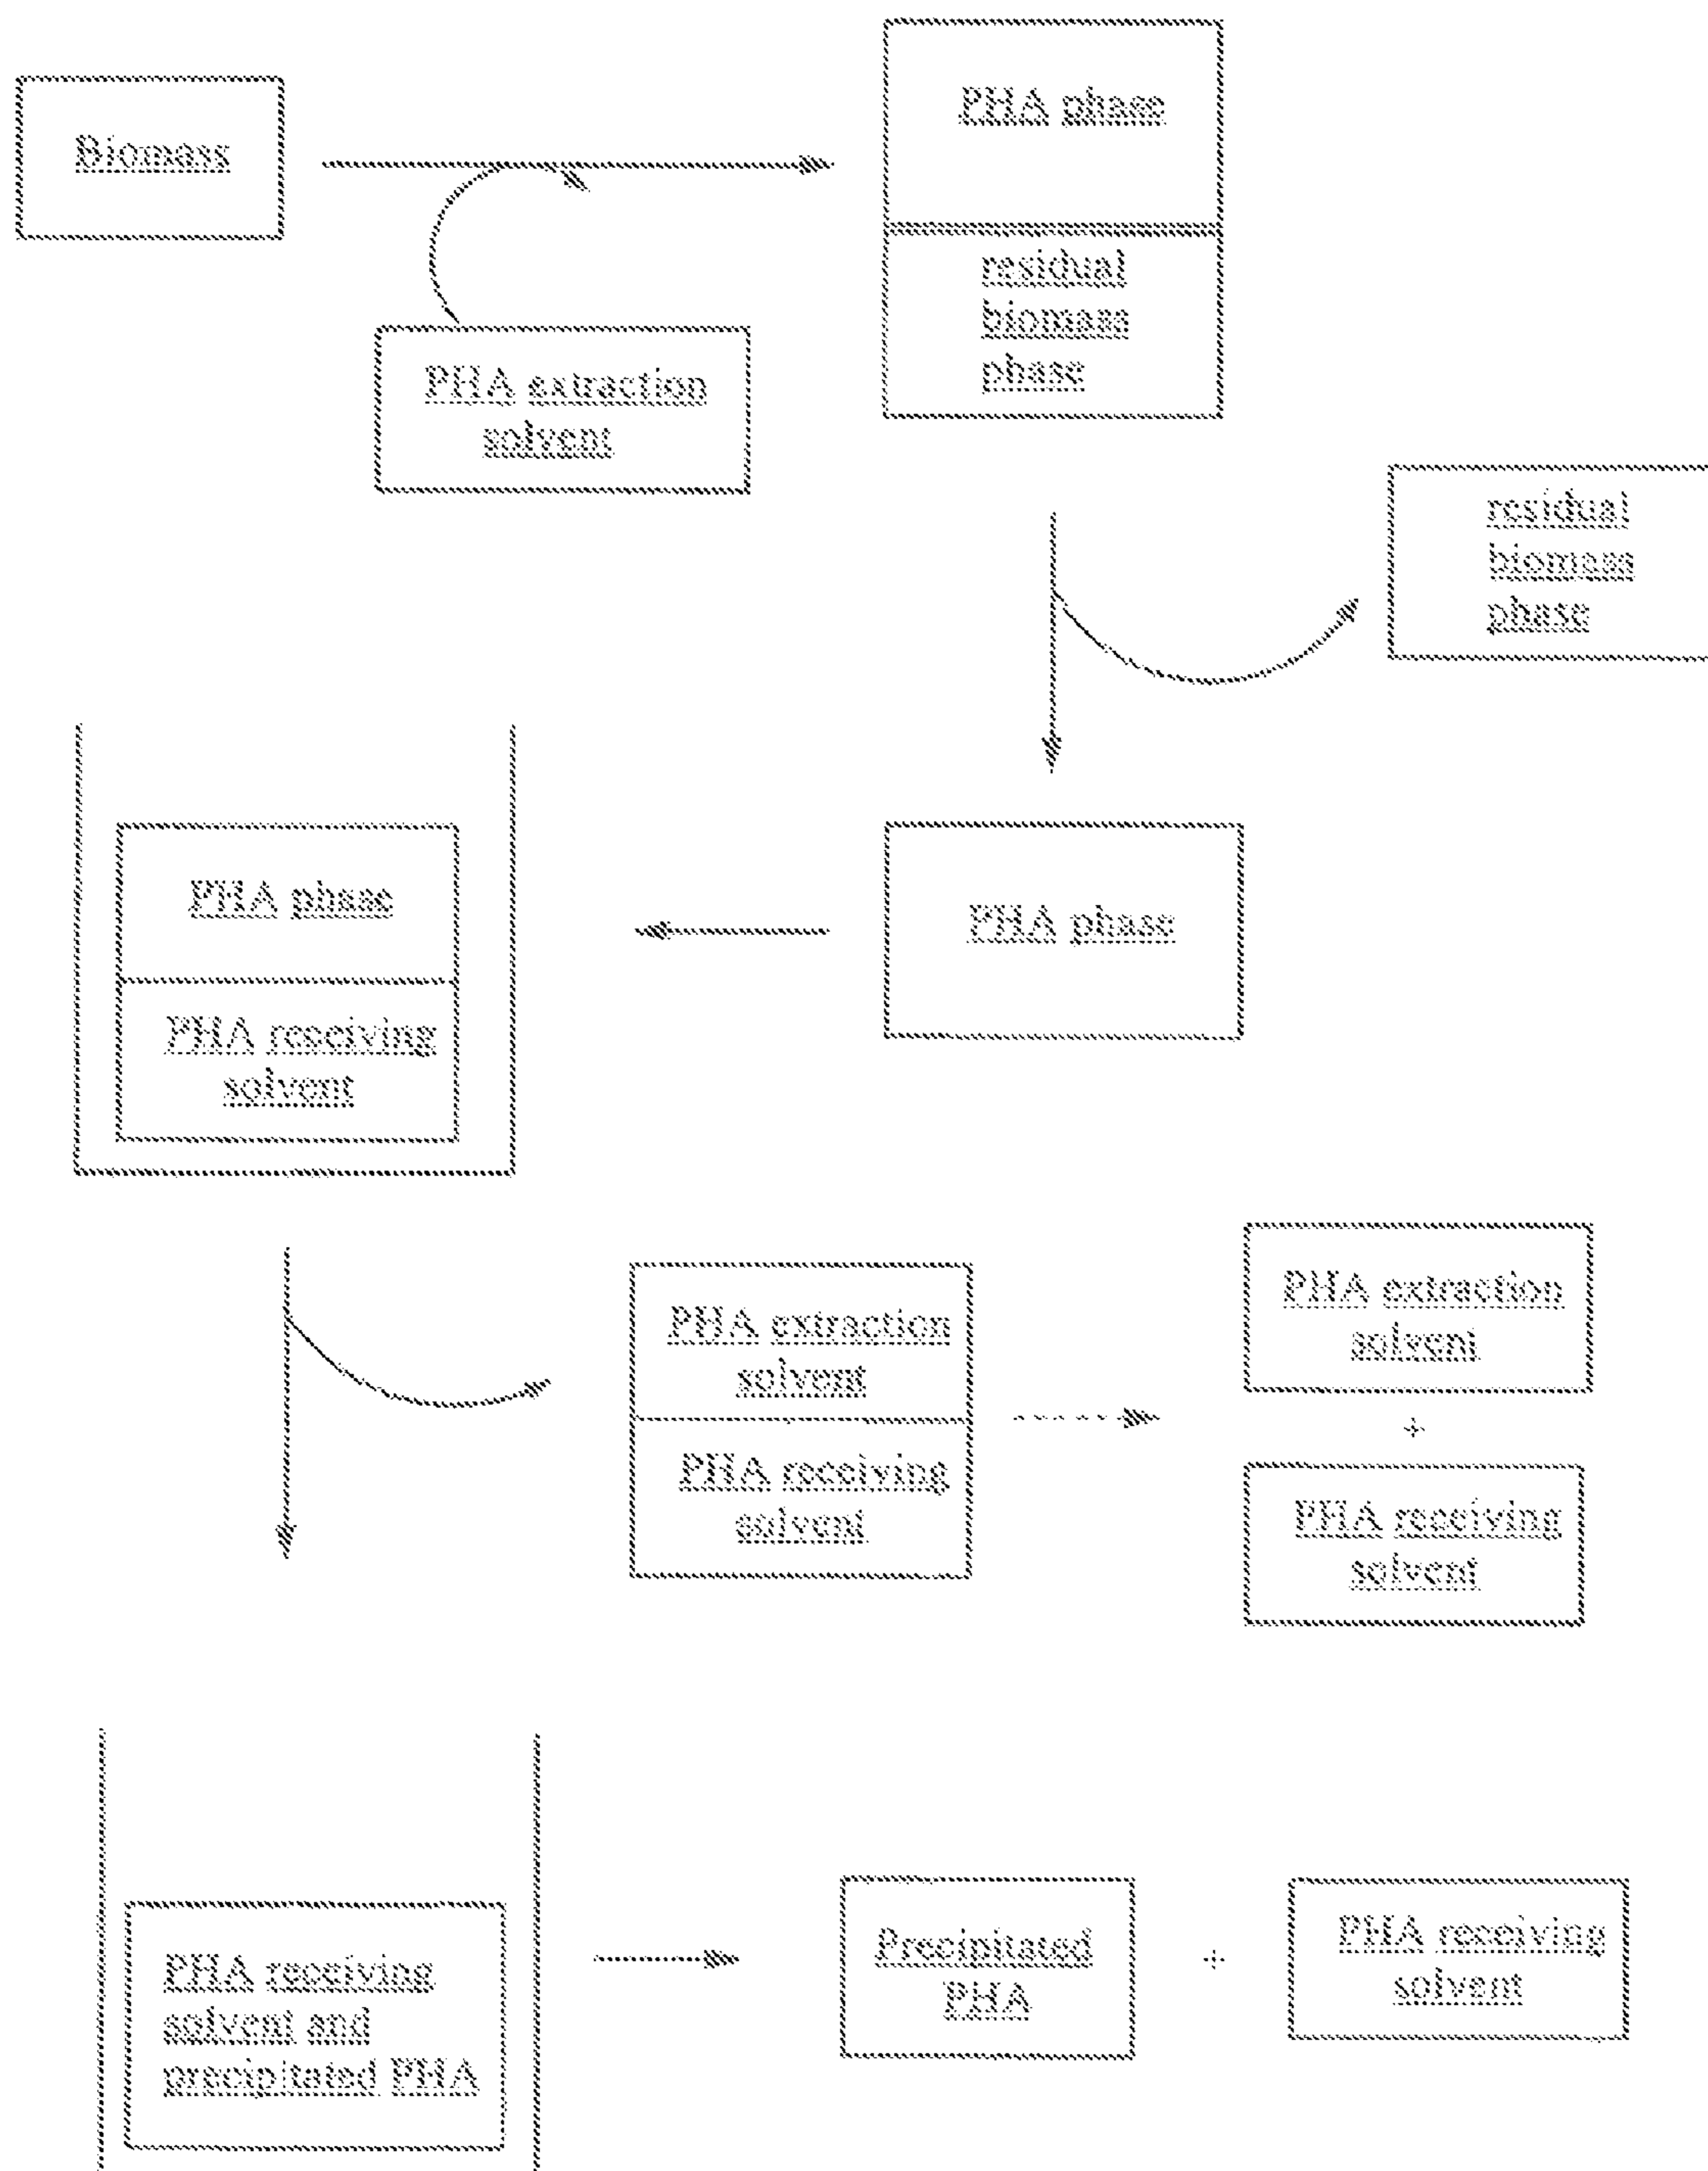 Biomass
PHA phase
residual
biomass
phase
PHA extraction
solvent
residual
biomass
phase
PHA phase
PHA receiving
solvent
PHA phase
PHA extraction
solvent
PHA receiving
solvent
PHA extraction
solvent
+
PHA receiving
solvent
PHA receiving
solvent and
precipitated PHA
Precipitated
PHA
+
PHA receiving
solvent